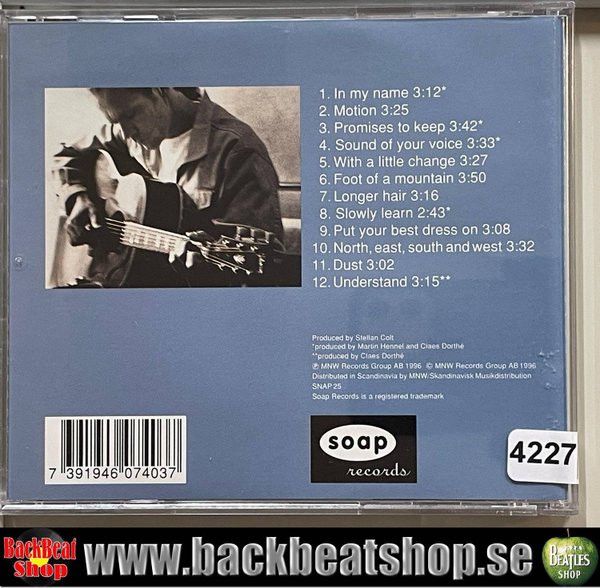 1. In my name 3:12*
2. Motion 3:25
3. Promises to keep 3:42*
4. Sound of your voice 3:33*
5. With a little change 3:27
6. Foot of a mountain 3:50
7. Longer hair 3:16
8. Slowly learn 2:43*
9. Put your best dress on 3:08
10. North, east, south and west 3:32
11. Dust 3:02
12. Understand 3:15**
Produced by Stellan Colt
*produced by Martin Hennel and Claes Dorthé
**produced by Claes Dorthé
Ⓟ MNW Records Group AB 1996 © MNW Records Group AB 1996
Distributed in Scandinavia by MNW/Skandinavisk Musikdistribution
SNAP 25
Soap Records is a registered trademark
7 391946 074037
soap
records
4227
BackBeat
Shop
www.backbeatshop.se
BEATLES
SHOP